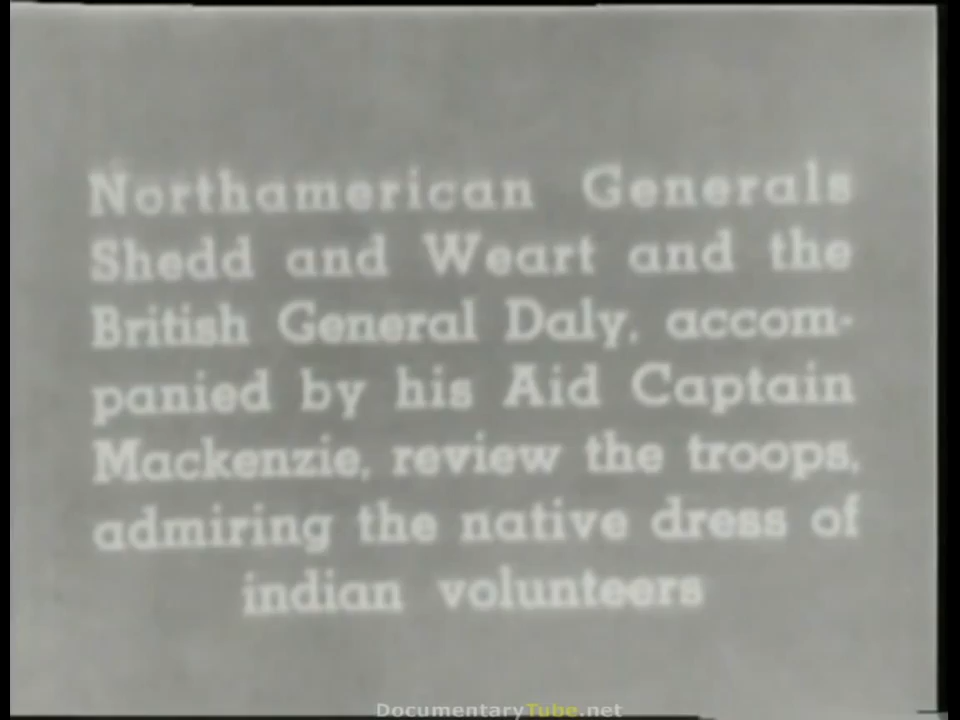 Northamerican Generals
Shedd and Weart and the
British General Daly, accom-
panied by his Aid Captain
Mackenzie, review the troops,
admiring the native dress of
indian volunteers
DocumentaryTube.net